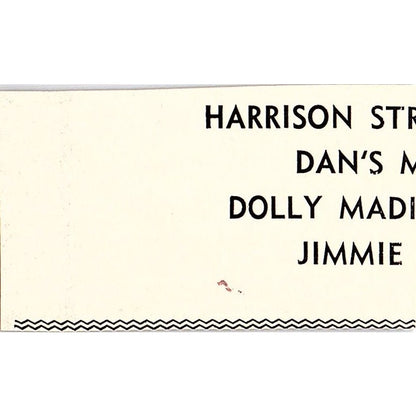 HARRISON STR
DAN'S M
DOLLY MADI
JIMMIE